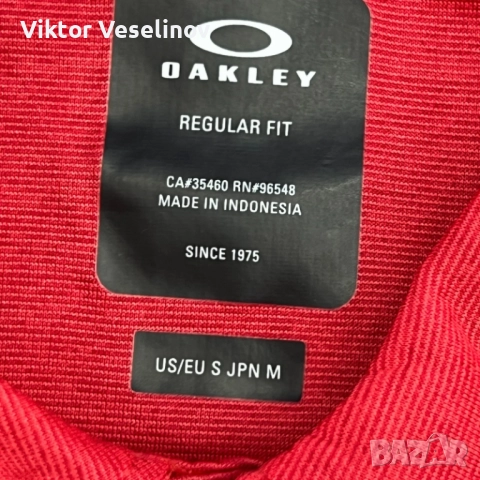 Viktor Veselinov
OAKLEY
REGULAR FIT
CA#35460 RN#96548
MADE IN INDONESIA
SINCE 1975
US/EU S JPN M
BAZAR